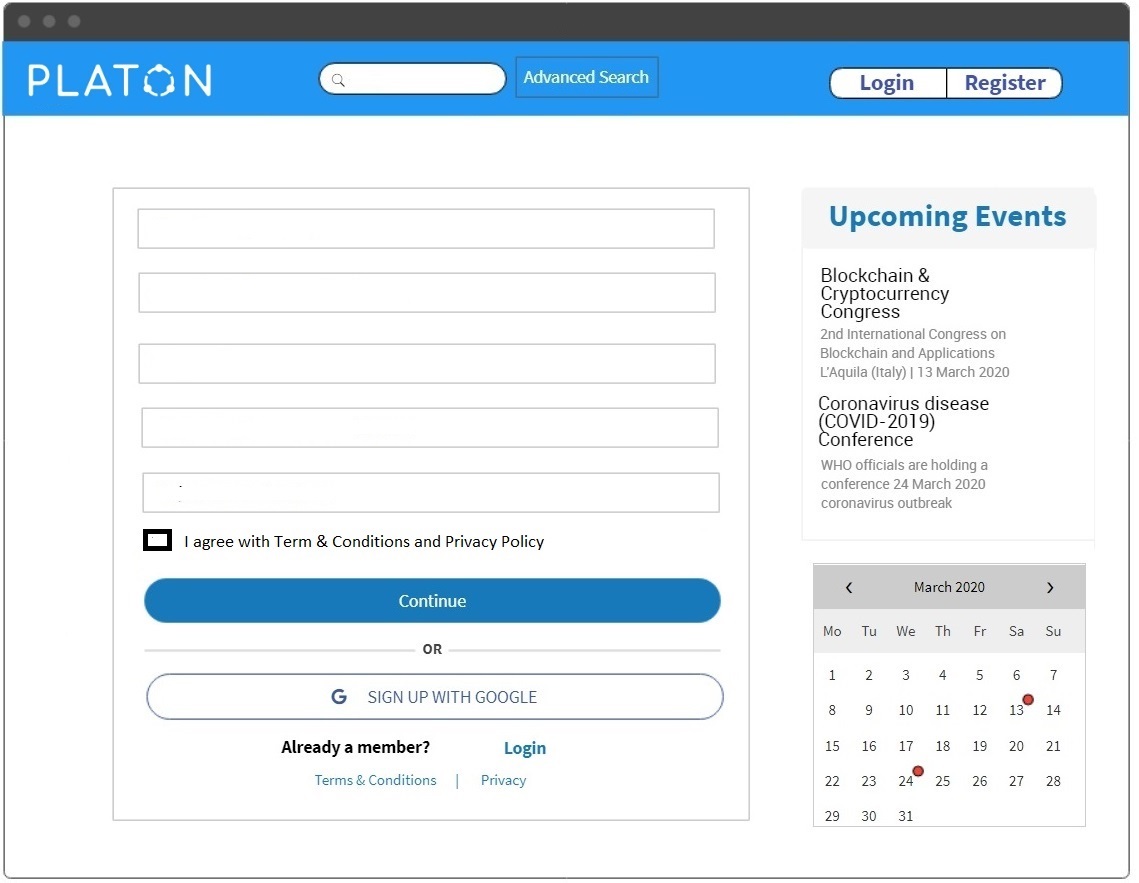 PLATON
Advanced Search
Login
Register
Upcoming Events
Blockchain &
Cryptocurrency
Congress
2nd International Congress on
Blockchain and Applications
L'Aquila (Italy) | 13 March 2020
Coronavirus disease
(COVID-2019)
Conference
WHO officials are holding a
conference 24 March 2020
coronavirus outbreak
I agree with Term & Conditions and Privacy Policy
Continue
OR
G SIGN UP WITH GOOGLE
Already a member? Login
Terms & Conditions | Privacy
‹ March 2020 ›
Mo Tu We Th Fr Sa Su
1 2 3 4 5 6 7
8 9 10 11 12 13 14
15 16 17 18 19 20 21
22 23 24 25 26 27 28
29 30 31